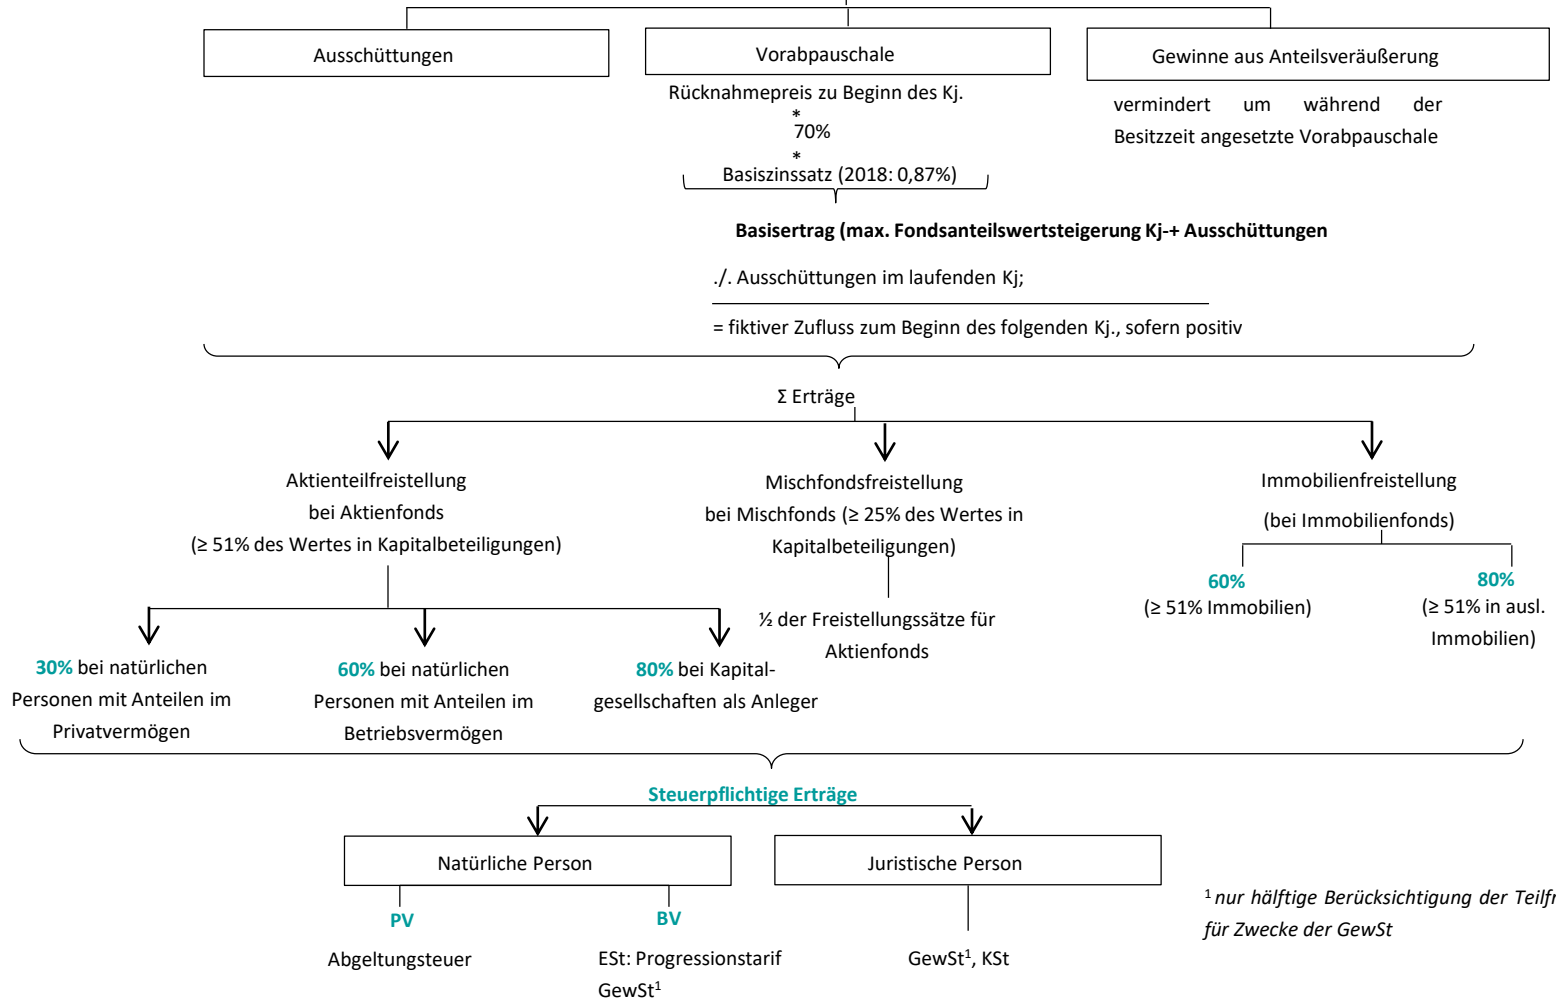 Ausschüttungen
Vorabpauschale
Gewinne aus Anteilsveräußerung
Rücknahmepreis zu Beginn des Kj.
*
70%
*
Basiszinssatz (2018: 0,87%)
vermindert um während der
Besitzzeit angesetzte Vorabpauschale
Basisertrag (max. Fondsanteilswertsteigerung Kj-+ Ausschüttungen
./. Ausschüttungen im laufenden Kj;
= fiktiver Zufluss zum Beginn des folgenden Kj., sofern positiv
Σ Erträge
Aktienteilfreistellung
bei Aktienfonds
(≥ 51% des Wertes in Kapitalbeteiligungen)
Mischfondsfreistellung
bei Mischfonds (≥ 25% des Wertes in
Kapitalbeteiligungen)
Immobilienfreistellung
(bei Immobilienfonds)
60%
(≥ 51% Immobilien)
80%
(≥ 51% in ausl.
Immobilien)
½ der Freistellungssätze für
Aktienfonds
30% bei natürlichen
Personen mit Anteilen im
Privatvermögen
60% bei natürlichen
Personen mit Anteilen im
Betriebsvermögen
80% bei Kapital-
gesellschaften als Anleger
Steuerpflichtige Erträge
Natürliche Person
Juristische Person
PV
Abgeltungsteuer
BV
ESt: Progressionstarif
GewSt¹
GewSt¹, KSt
¹ nur hälftige Berücksichtigung der
für Zwecke der GewSt